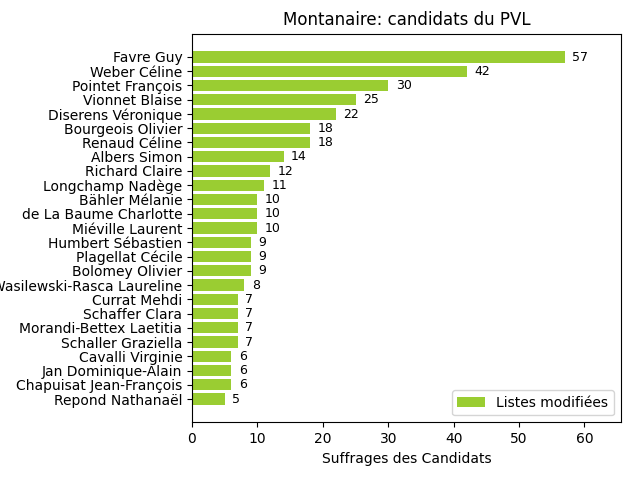 Montanaire: candidats du PVL
Favre Guy 57
Weber Céline 42
Pointet François 30
Vionnet Blaise 25
Diserens Véronique 22
Bourgeois Olivier 18
Renaud Céline 18
Albers Simon 14
Richard Claire 12
Longchamp Nadège 11
Bähler Mélanie 10
de La Baume Charlotte 10
Miéville Laurent 10
Humbert Sébastien 9
Plagellat Cécile 9
Bolomey Olivier 9
Wasilewski-Rasca Laureline 8
Currat Mehdi 7
Schaffer Clara 7
Morandi-Bettex Laetitia 7
Schaller Graziella 7
Cavalli Virginie 6
Jan Dominique-Alain 6
Chapuisat Jean-François 6
Repond Nathanaël 5
Listes modifiées
0 10 20 30 40 50 60
Suffrages des Candidats